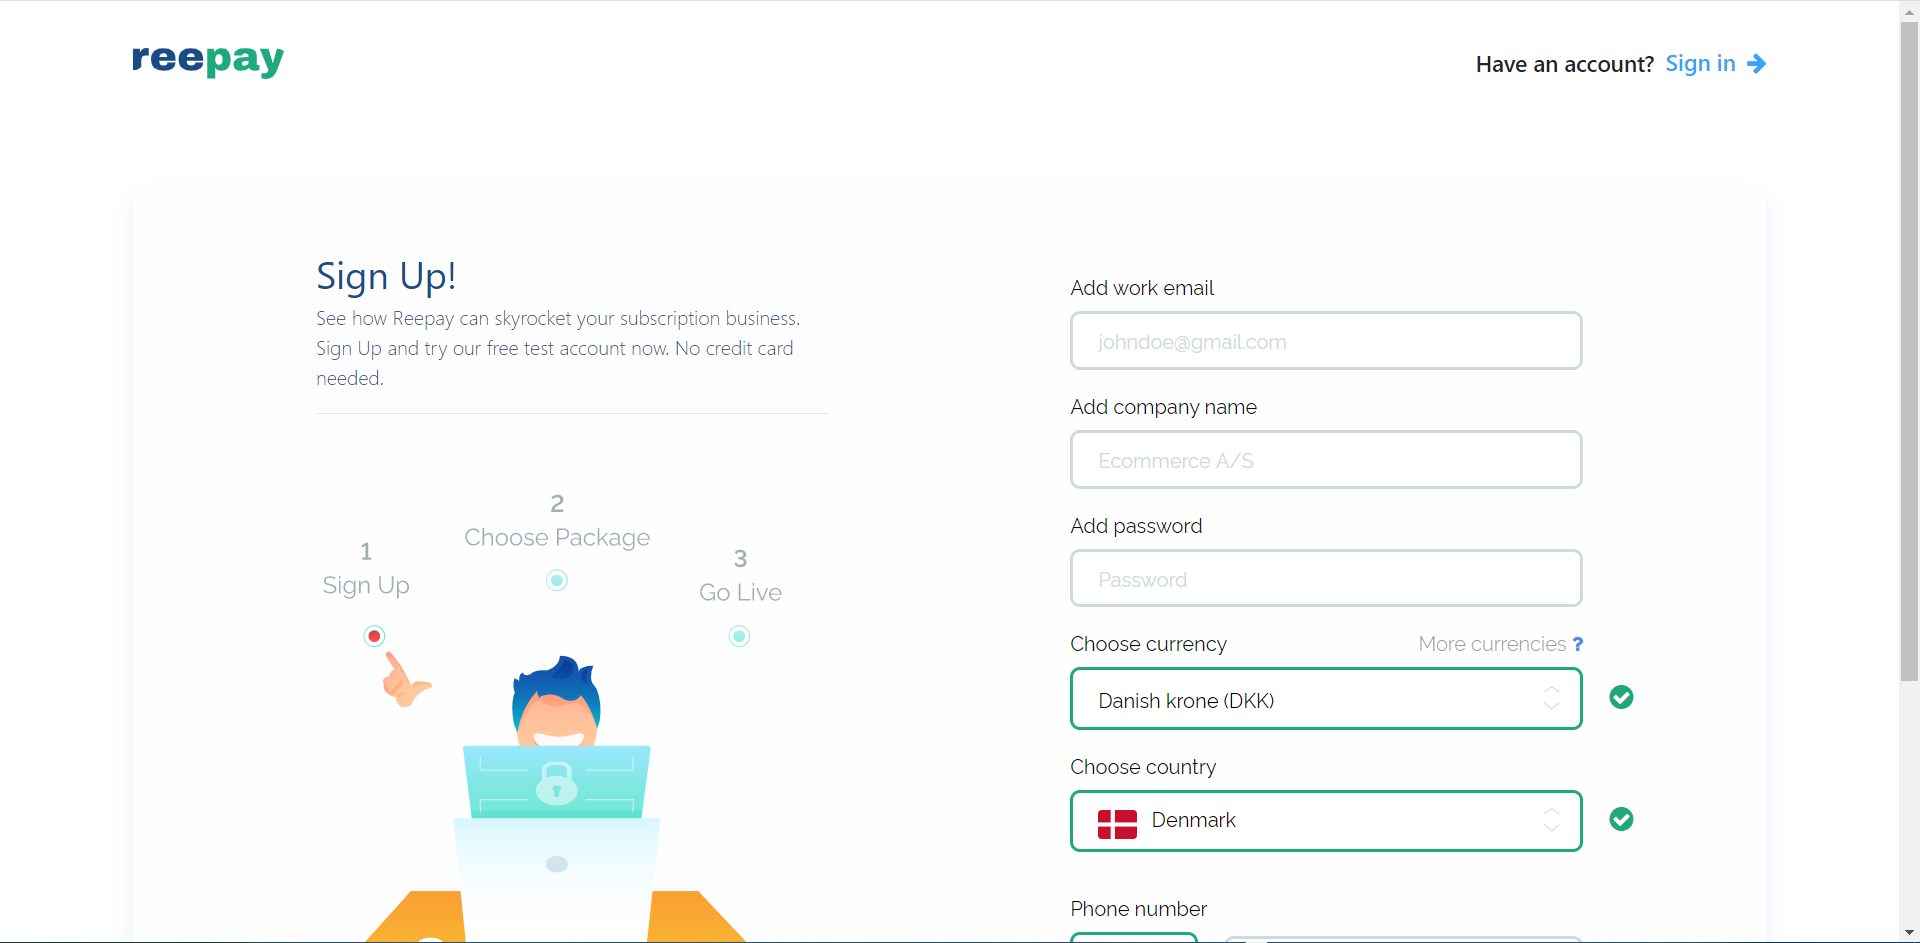 reepay
Have an account? Sign in
Sign Up!
See how Reepay can skyrocket your subscription business.
Sign Up and try our free test account now. No credit card
needed.
1
Sign Up
2
Choose Package
3
Go Live
Add work email
johndoe@gmail.com
Add company name
Ecommerce A/S
Add password
Password
Choose currency
More currencies ?
Danish krone (DKK)
Choose country
Denmark
Phone number